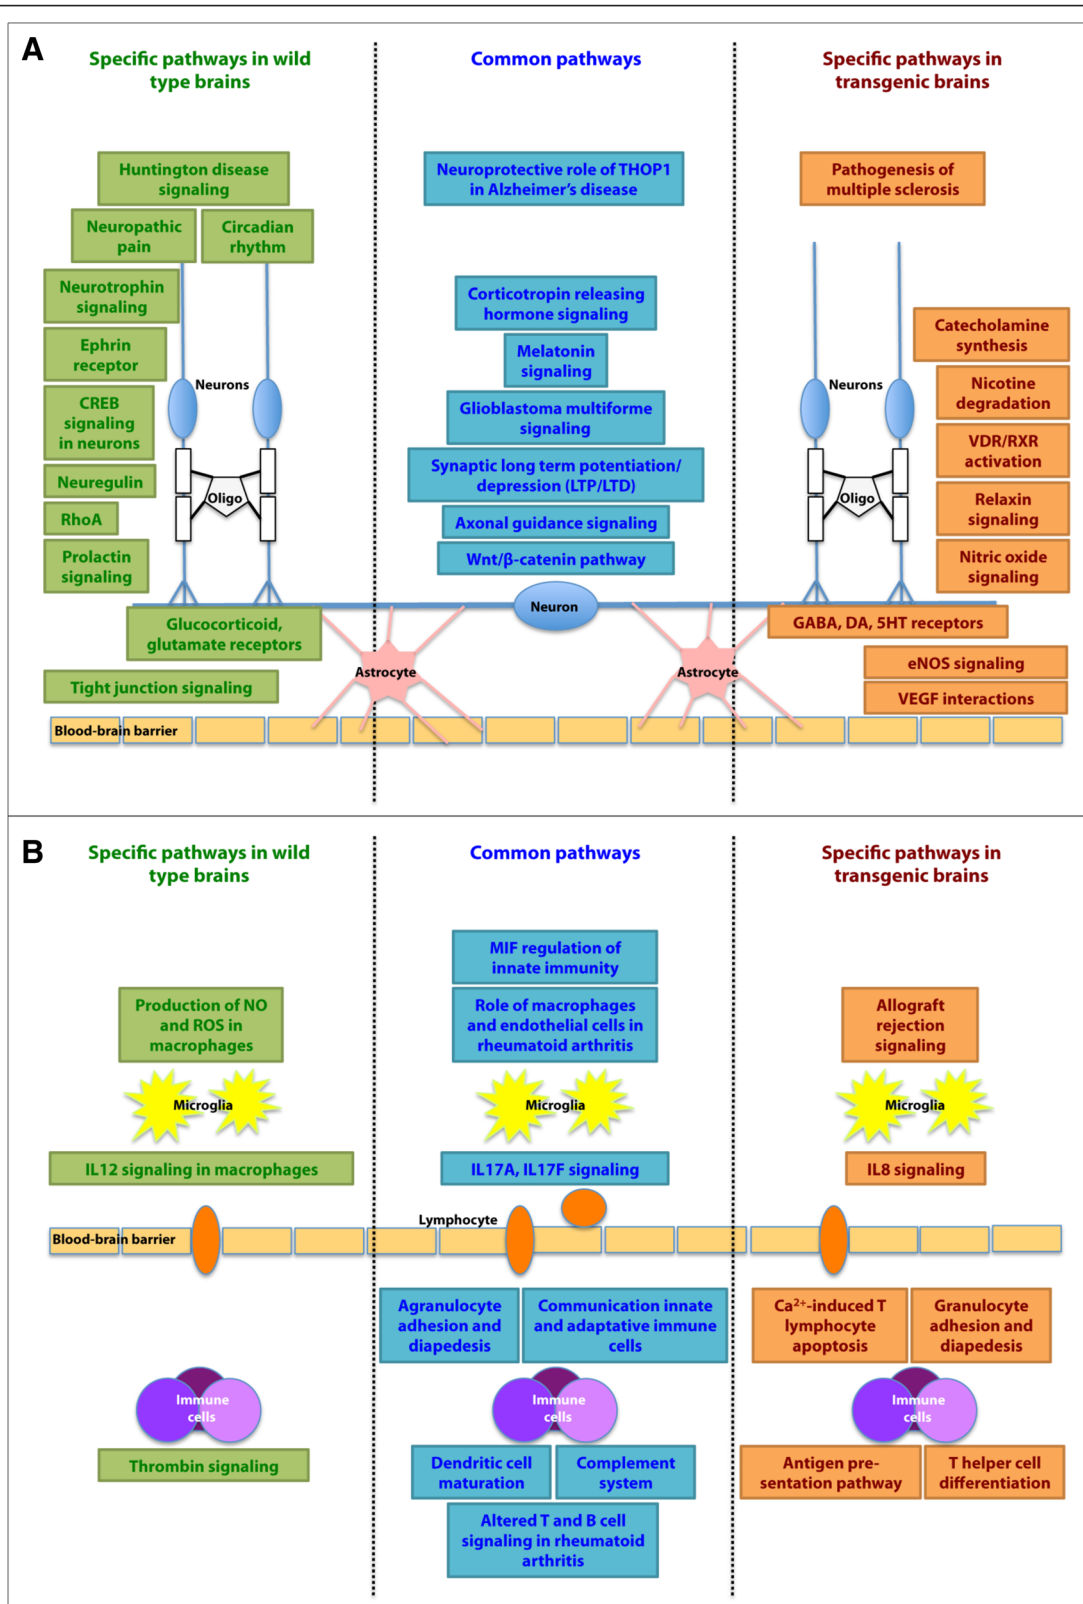 A
Specific pathways in wild
type brains
Common pathways
Specific pathways in
transgenic brains
Huntington disease
signaling
Neuropathic
pain
Circadian
rhythm
Neurotrophin
signaling
Ephrin
receptor
CREB
signaling
in neurons
Neuregulin
RhoA
Prolactin
signaling
Neurons
Oligo
Glucocorticoid,
glutamate receptors
Tight junction signaling
Blood-brain barrier
Neuroprotective role of THOP1
in Alzheimer's disease
Corticotropin releasing
hormone signaling
Melatonin
signaling
Glioblastoma multiforme
signaling
Synaptic long term potentiation/
depression (LTP/LTD)
Axonal guidance signaling
Wnt/β-catenin pathway
Neuron
Astrocyte
Astrocyte
Pathogenesis of
multiple sclerosis
Neurons
Oligo
Catecholamine
synthesis
Nicotine
degradation
VDR/RXR
activation
Relaxin
signaling
Nitric oxide
signaling
GABA, DA, 5HT receptors
eNOS signaling
VEGF interactions
B
Specific pathways in wild
type brains
Common pathways
Specific pathways in
transgenic brains
Production of NO
and ROS in
macrophages
Microglia
IL12 signaling in macrophages
Blood-brain barrier
Immune
cells
Thrombin signaling
MIF regulation of
innate immunity
Role of macrophages
and endothelial cells in
rheumatoid arthritis
Microglia
IL17A, IL17F signaling
Lymphocyte
Agranulocyte
adhesion and
diapedesis
Communication innate
and adaptative immune
cells
Immune
cells
Dendritic cell
maturation
Complement
system
Altered T and B cell
signaling in rheumatoid
arthritis
Allograft
rejection
signaling
Microglia
IL8 signaling
Ca²⁺-induced T
lymphocyte
apoptosis
Granulocyte
adhesion and
diapedesis
Immune
cells
Antigen pre-
sentation pathway
T helper cell
differentiation